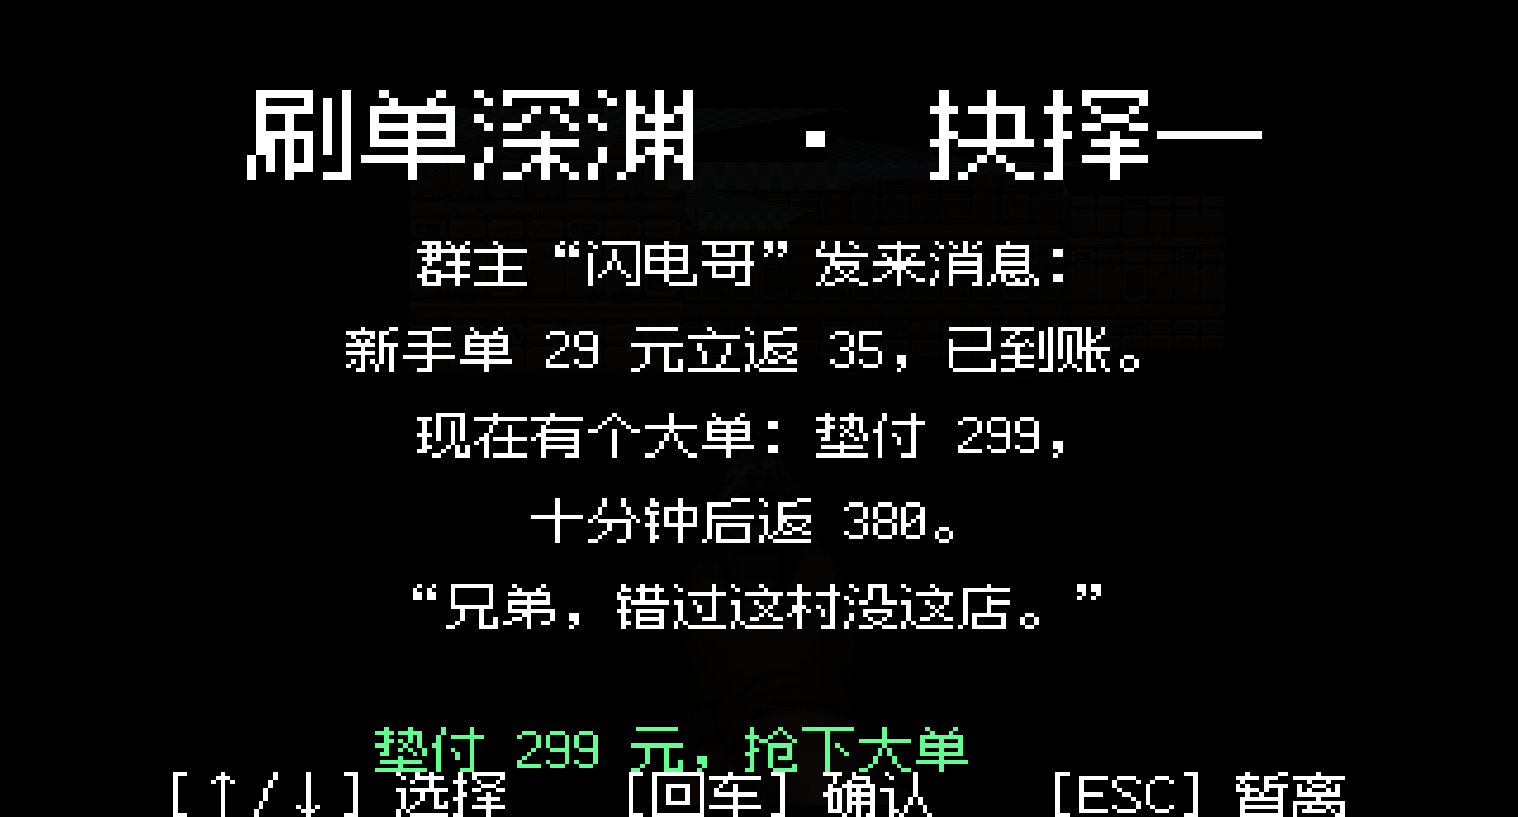 刷单深渊 · 抉择一
群主“闪电哥”发来消息：
新手单 29 元立返 35，已到账。
现在有个大单：垫付 299，
十分钟后返 380。
“兄弟，错过这村没这店。”
垫付 299 元，抢下大单
[↑/↓] 选择 [回车] 确认 [ESC] 暂离